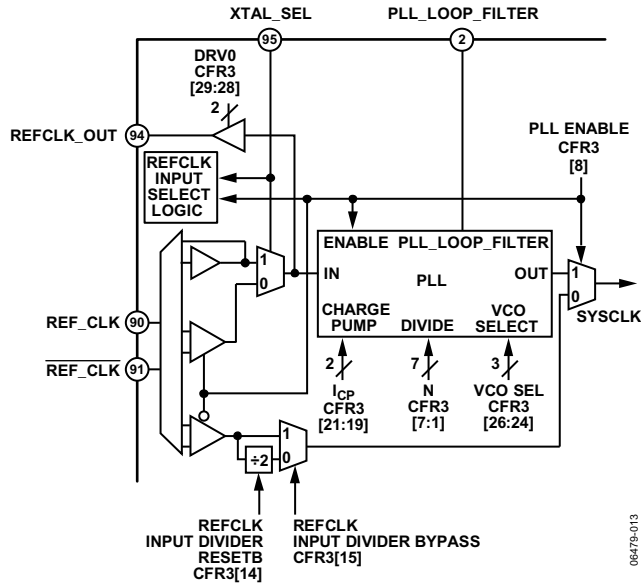 XTAL_SEL
PLL_LOOP_FILTER
95
2
DRV0
CFR3
[29:28]
2
REFCLK_OUT
94
PLL ENABLE
CFR3
[8]
REFCLK
INPUT
SELECT
LOGIC
ENABLE
PLL_LOOP_FILTER
1
0
IN
PLL
OUT
1
0
SYSCLK
CHARGE
PUMP
DIVIDE
VCO
SELECT
REF_CLK
90
REF_CLK
91
2
7
3
ICP
CFR3
[21:19]
N
CFR3
[7:1]
VCO SEL
CFR3
[26:24]
1
0
÷2
REFCLK
INPUT DIVIDER
RESETB
CFR3[14]
REFCLK
INPUT DIVIDER BYPASS
CFR3[15]
06479-013